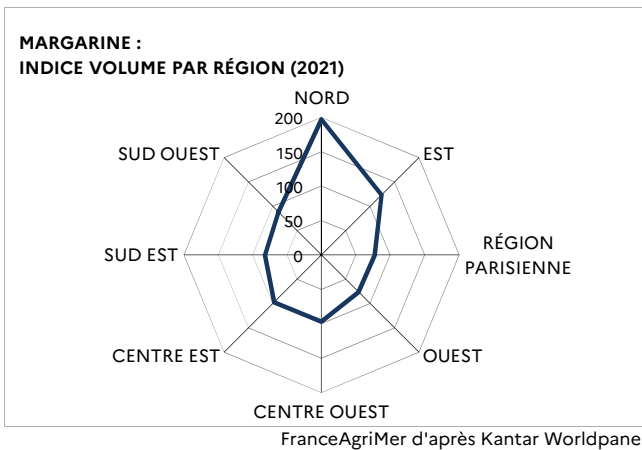 MARGARINE :
INDICE VOLUME PAR RÉGION (2021)
NORD
200
SUD OUEST
150
EST
100
50
SUD EST
0
RÉGION
PARISIENNE
CENTRE EST
OUEST
CENTRE OUEST
FranceAgriMer d'après Kantar Worldpane